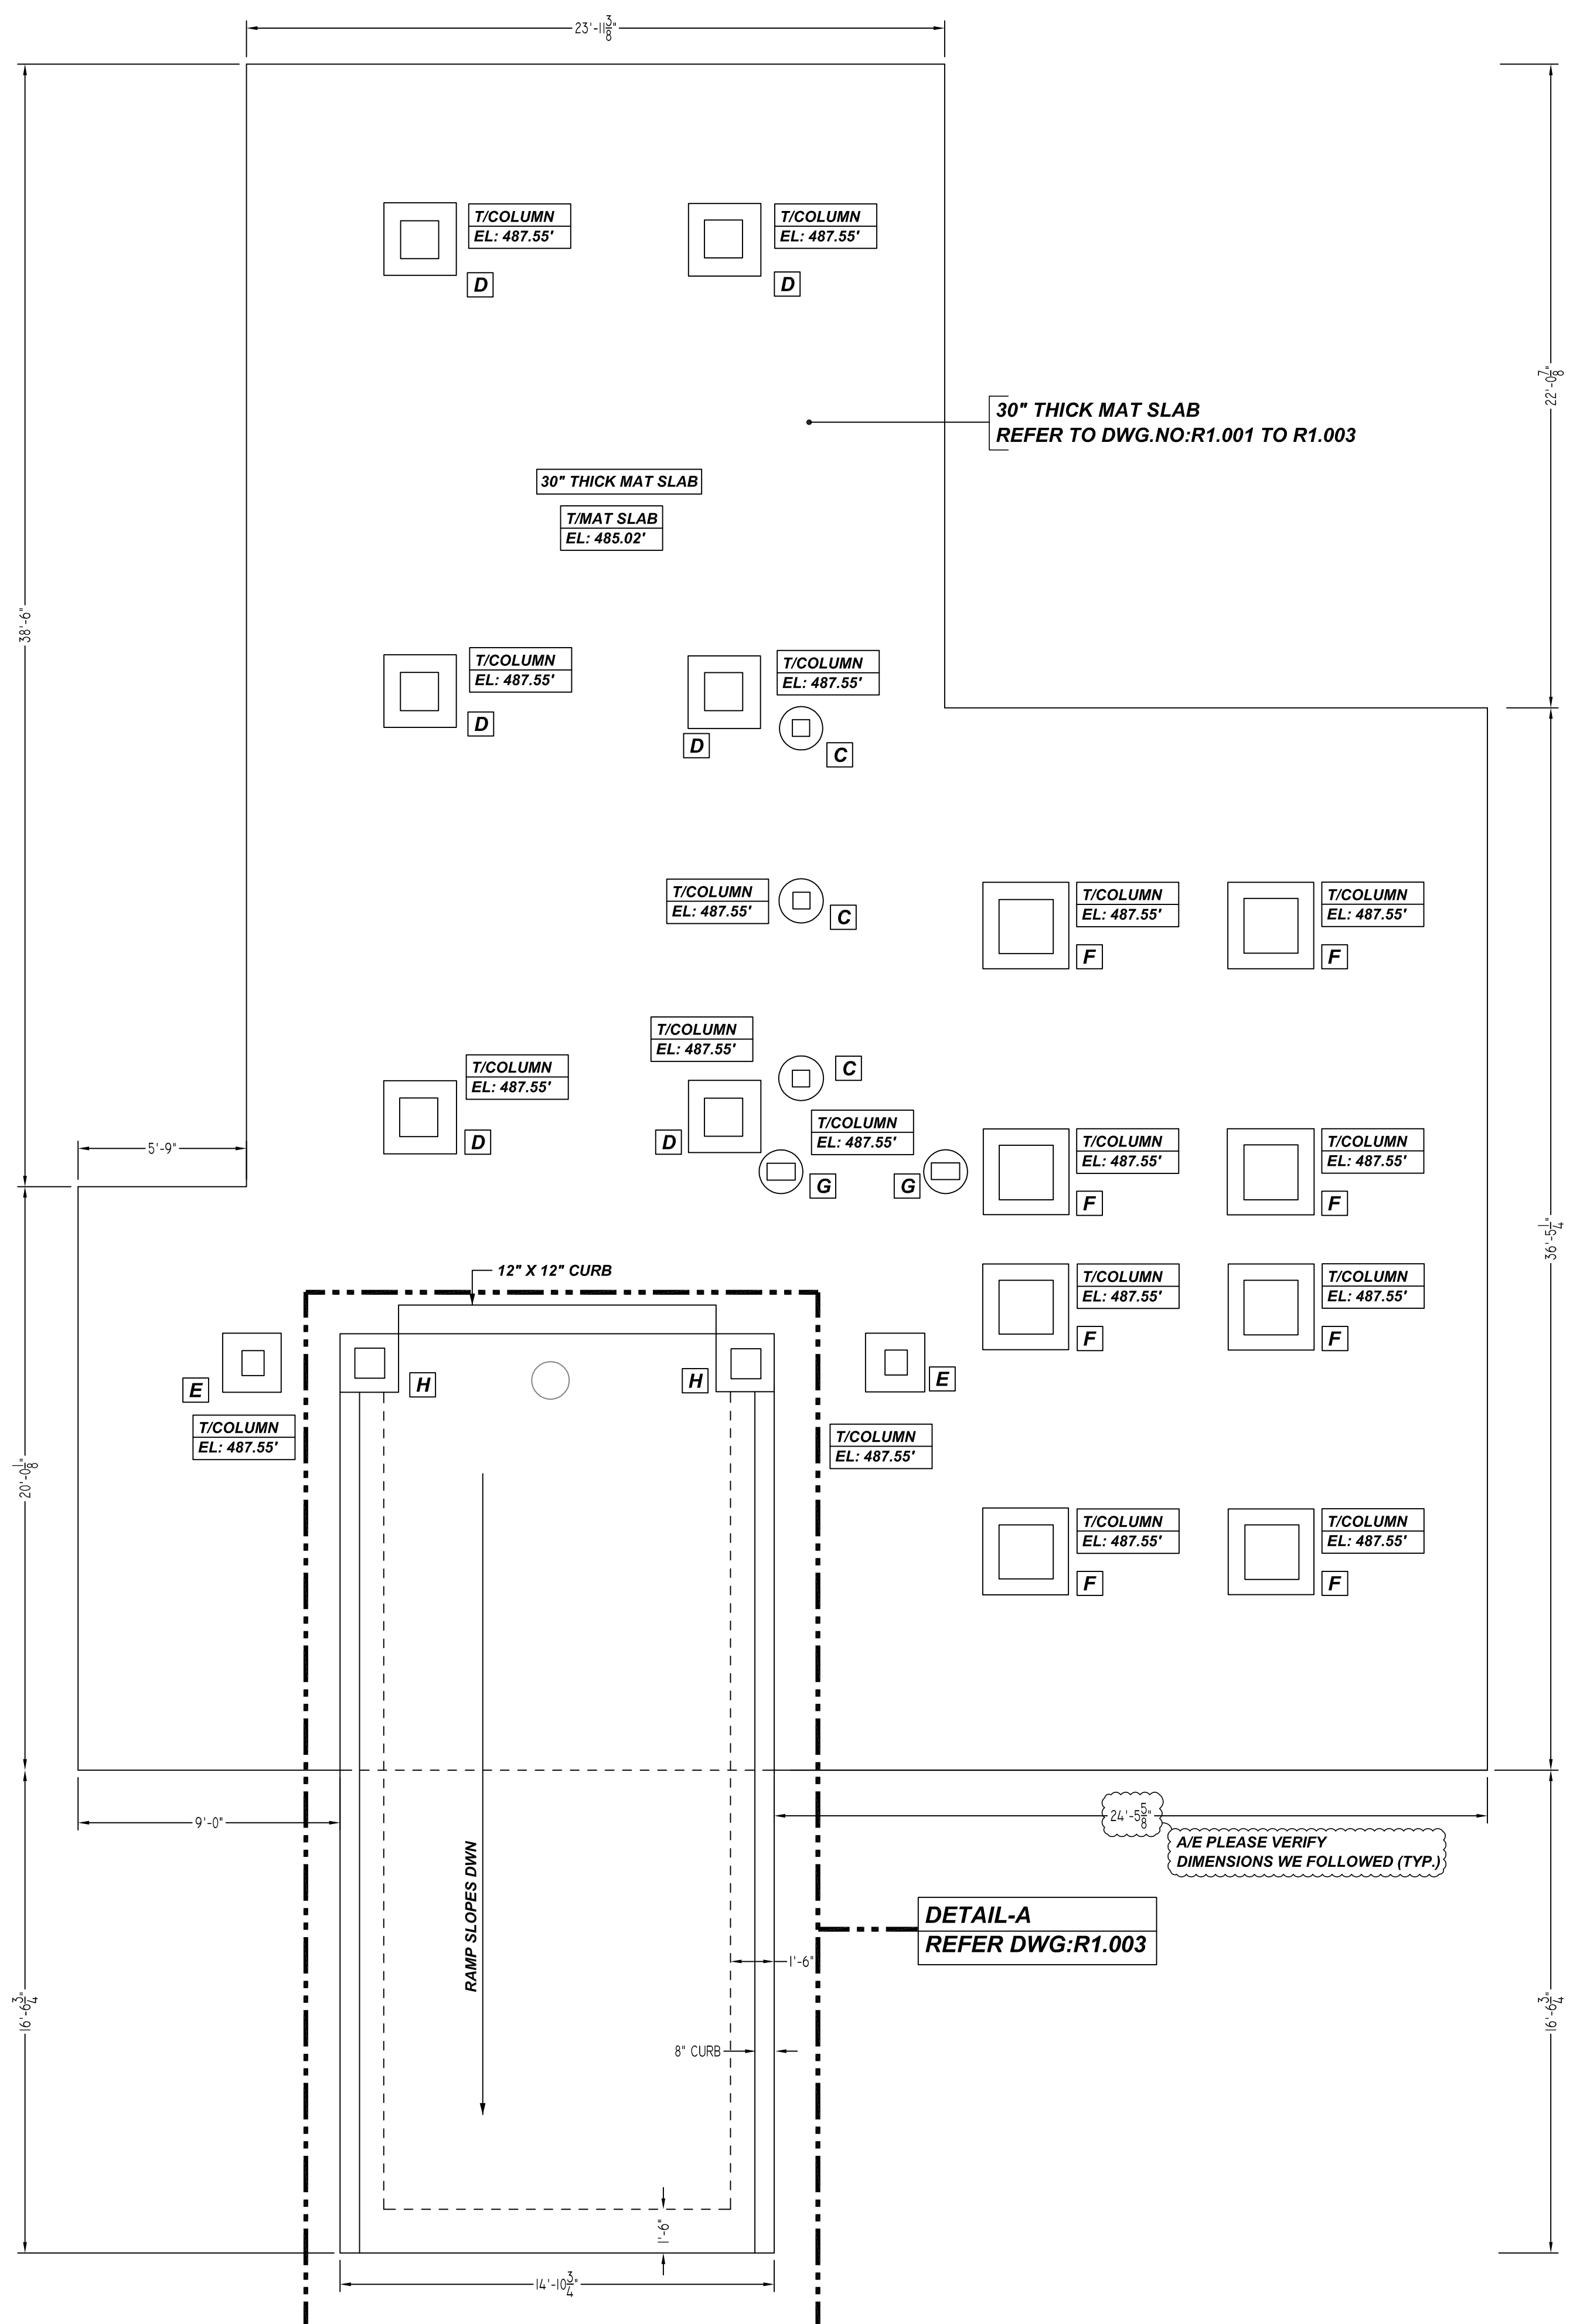 23'-11 3/8"
T/COLUMN
EL: 487.55'
D
T/COLUMN
EL: 487.55'
D
22'-0 7/8"
30" THICK MAT SLAB
REFER TO DWG.NO:R1.001 TO R1.003
30" THICK MAT SLAB
T/MAT SLAB
EL: 485.02'
38'-6"
T/COLUMN
EL: 487.55'
D
T/COLUMN
EL: 487.55'
D
C
T/COLUMN
EL: 487.55'
C
T/COLUMN
EL: 487.55'
F
T/COLUMN
EL: 487.55'
F
T/COLUMN
EL: 487.55'
C
T/COLUMN
EL: 487.55'
D
D
T/COLUMN
EL: 487.55'
G
G
T/COLUMN
EL: 487.55'
F
T/COLUMN
EL: 487.55'
F
5'-9"
36'-5 1/4"
12" X 12" CURB
T/COLUMN
EL: 487.55'
F
T/COLUMN
EL: 487.55'
F
E
H
H
E
T/COLUMN
EL: 487.55'
T/COLUMN
EL: 487.55'
20'-0 1/8"
T/COLUMN
EL: 487.55'
F
T/COLUMN
EL: 487.55'
F
9'-0"
24'-5 5/8"
A/E PLEASE VERIFY
DIMENSIONS WE FOLLOWED (TYP.)
RAMP SLOPES DWN
DETAIL-A
REFER DWG:R1.003
1'-6"
16'-6 3/4"
16'-6 3/4"
8" CURB
1'-6"
14'-10 3/4"